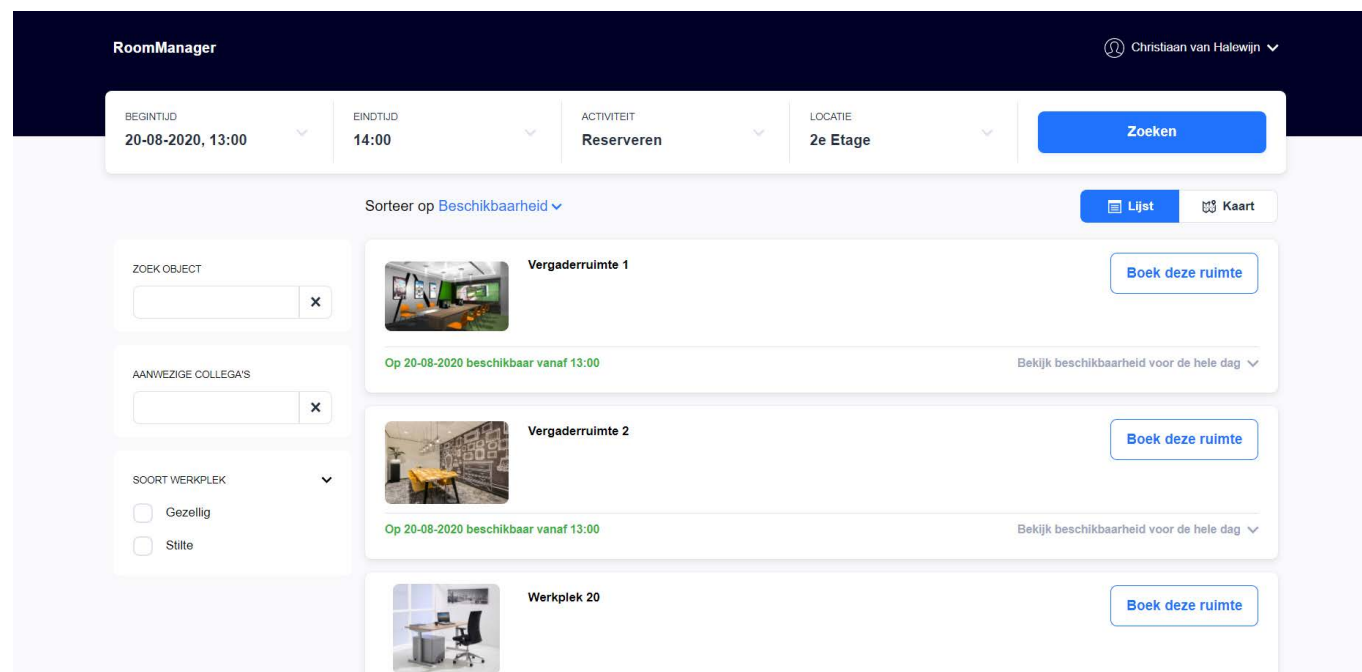 RoomManager
Christiaan van Halewijn
BEGINTIJD
20-08-2020, 13:00
EINDTIJD
14:00
ACTIVITEIT
Reserveren
LOCATIE
2e Etage
Zoeken
Sorteer op Beschikbaarheid
Lijst
Kaart
ZOEK OBJECT
AANWEZIGE COLLEGA'S
SOORT WERKPLEK
Gezellig
Stilte
Vergaderruimte 1
Boek deze ruimte
Op 20-08-2020 beschikbaar vanaf 13:00
Bekijk beschikbaarheid voor de hele dag
Vergaderruimte 2
Boek deze ruimte
Op 20-08-2020 beschikbaar vanaf 13:00
Bekijk beschikbaarheid voor de hele dag
Werkplek 20
Boek deze ruimte